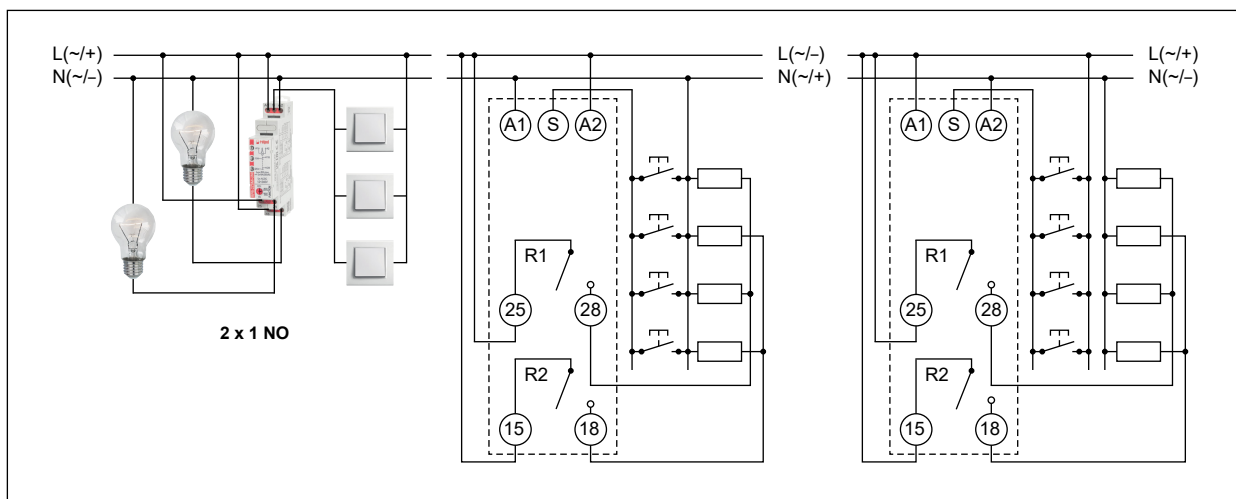 L(~/+)
N(~/–)
2 x 1 NO
A1 S A2
R1
25 28
R2
15 18
L(~/–)
N(~/+)
A1 S A2
R1
25 28
R2
15 18
L(~/+)
N(~/–)